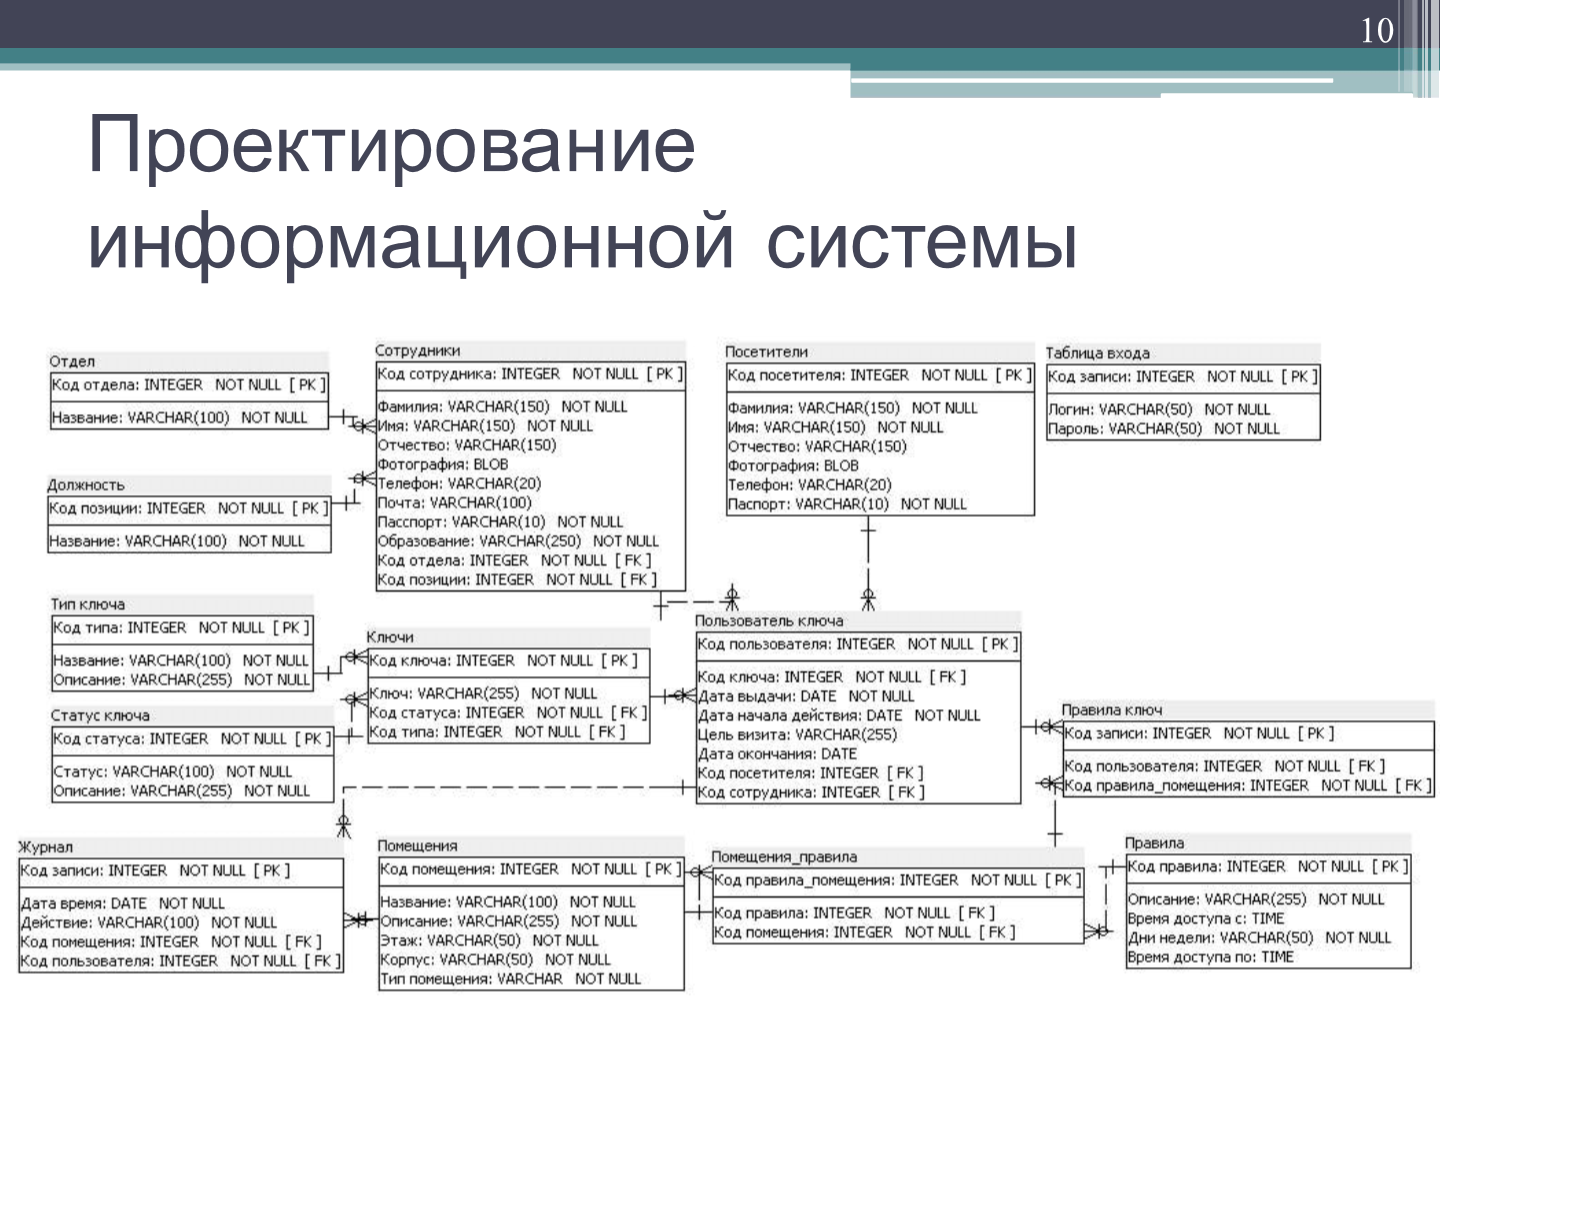 10
Проектирование
информационной системы
Отдел
Код отдела: INTEGER NOT NULL [ PK ]
Название: VARCHAR(100) NOT NULL
Должность
Код позиции: INTEGER NOT NULL [ PK ]
Название: VARCHAR(100) NOT NULL
Сотрудники
Код сотрудника: INTEGER NOT NULL [ PK ]
Фамилия: VARCHAR(150) NOT NULL
Имя: VARCHAR(150) NOT NULL
Отчество: VARCHAR(150)
Фотография: BLOB
Телефон: VARCHAR(20)
Почта: VARCHAR(100)
Пасспорт: VARCHAR(10) NOT NULL
Образование: VARCHAR(250) NOT NULL
Код отдела: INTEGER NOT NULL [ FK ]
Код позиции: INTEGER NOT NULL [ FK ]
Посетители
Код посетителя: INTEGER NOT NULL [ PK ]
Фамилия: VARCHAR(150) NOT NULL
Имя: VARCHAR(150) NOT NULL
Отчество: VARCHAR(150)
Фотография: BLOB
Телефон: VARCHAR(20)
Паспорт: VARCHAR(10) NOT NULL
Таблица входа
Код записи: INTEGER NOT NULL [ PK ]
Логин: VARCHAR(50) NOT NULL
Пароль: VARCHAR(50) NOT NULL
Тип ключа
Код типа: INTEGER NOT NULL [ PK ]
Название: VARCHAR(100) NOT NULL
Описание: VARCHAR(255) NOT NULL
Статус ключа
Код статуса: INTEGER NOT NULL [ PK ]
Статус: VARCHAR(100) NOT NULL
Описание: VARCHAR(255) NOT NULL
Ключи
Код ключа: INTEGER NOT NULL [ PK ]
Ключ: VARCHAR(255) NOT NULL
Код статуса: INTEGER NOT NULL [ FK ]
Код типа: INTEGER NOT NULL [ FK ]
Пользователь ключа
Код пользователя: INTEGER NOT NULL [ PK ]
Код ключа: INTEGER NOT NULL [ FK ]
Дата выдачи: DATE NOT NULL
Дата начала действия: DATE NOT NULL
Цель визита: VARCHAR(255)
Дата окончания: DATE
Код посетителя: INTEGER [ FK ]
Код сотрудника: INTEGER [ FK ]
Правила ключ
Код записи: INTEGER NOT NULL [ PK ]
Код пользователя: INTEGER NOT NULL [ FK ]
Код правила_помещения: INTEGER NOT NULL [ FK ]
Журнал
Код записи: INTEGER NOT NULL [ PK ]
Дата время: DATE NOT NULL
Действие: VARCHAR(100) NOT NULL
Код помещения: INTEGER NOT NULL [ FK ]
Код пользователя: INTEGER NOT NULL [ FK ]
Помещения
Код помещения: INTEGER NOT NULL [ PK ]
Название: VARCHAR(100) NOT NULL
Описание: VARCHAR(255) NOT NULL
Этаж: VARCHAR(50) NOT NULL
Корпус: VARCHAR(50) NOT NULL
Тип помещения: VARCHAR NOT NULL
Помещения_правила
Код правила_помещения: INTEGER NOT NULL [ PK ]
Код правила: INTEGER NOT NULL [ FK ]
Код помещения: INTEGER NOT NULL [ FK ]
Правила
Код правила: INTEGER NOT NULL [ PK ]
Описание: VARCHAR(255) NOT NULL
Время доступа с: TIME
Дни недели: VARCHAR(50) NOT NULL
Время доступа по: TIME